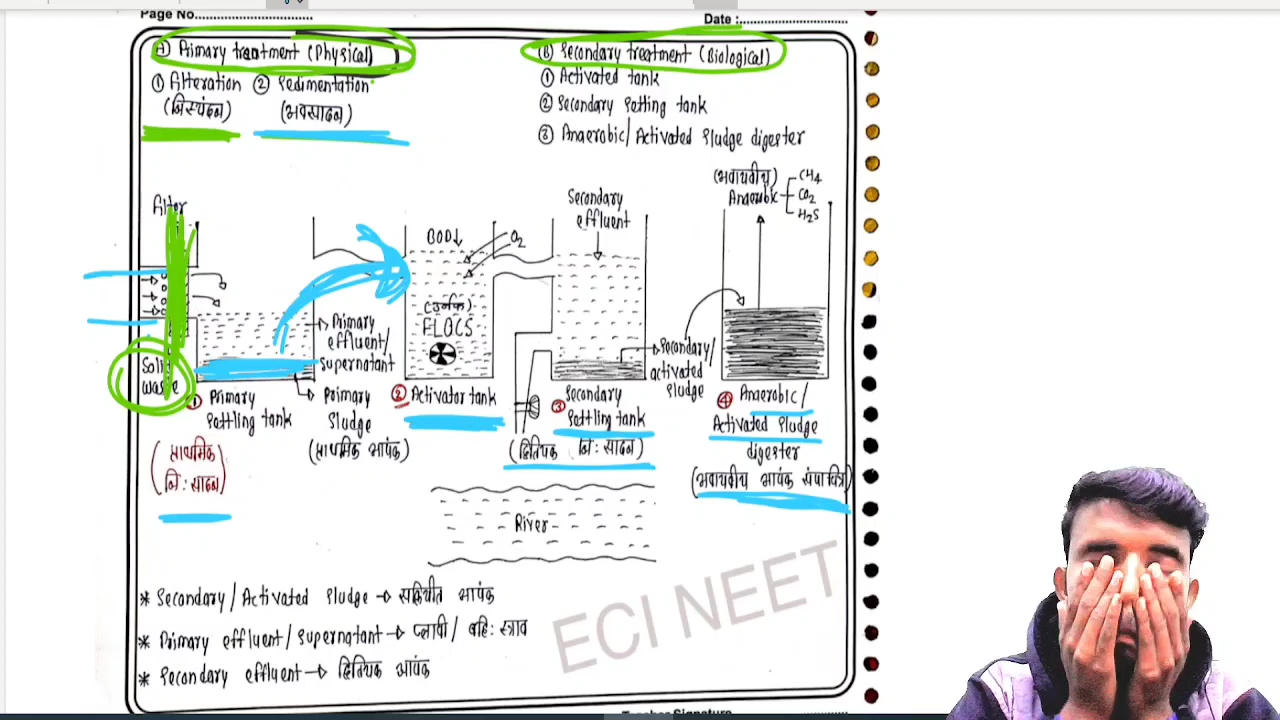 Page No.
Date :
Ⓐ Primary treatment (Physical)
① Filteration ② Sedimentation
(निस्यंदन) (अवसादन)
Ⓑ Secondary treatment (Biological)
① Activated tank
② Secondary Settling tank
③ Anaerobic/ Activated Sludge digester
Filter
Solid
waste
BOD↓
O₂
(उर्णक)
FLOCS
Secondary
effluent
(अवायवीय)
Anaerobic
CH4
CO2
H2S
Primary
effluent/
Supernatant
Secondary/
activated
Sludge
① Primary
Settling tank
(प्राथमिक
नि: सादन)
Primary
Sludge
(प्राथमिक आपंक)
② Activator tank
③ Secondary
Settling tank
(द्वितियक नि: सादन)
④ Anaerobic/
Activated Sludge
digester
(अवायवीय आपंक संपाचित्र)
River
* Secondary/Activated Sludge → सक्रियीत आपंक
* Primary effluent/Supernatant → प्लावी/ बहि: स्त्राव
* Secondary effluent → द्वितियक आपंक
ECI NEET
Teacher Signature